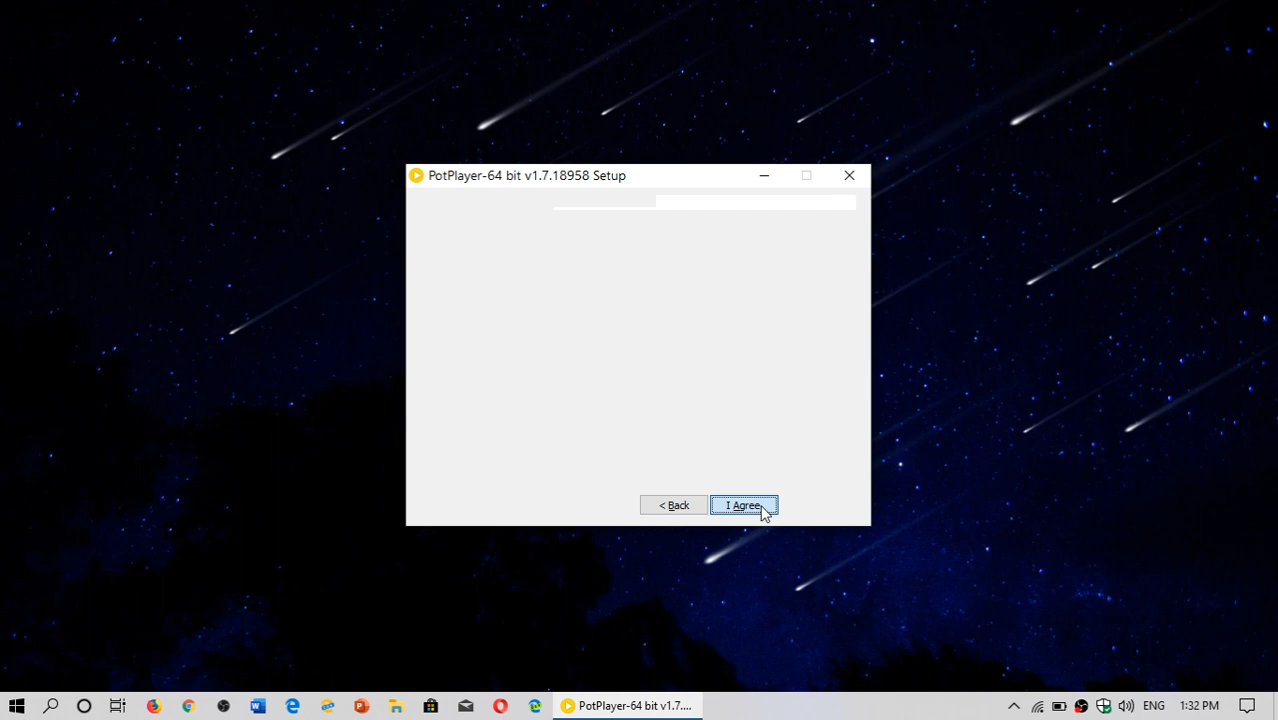 PotPlayer-64 bit v1.7.18958 Setup
< Back
I Agree
PotPlayer-64 bit v1.7....
ENG
1:32 PM